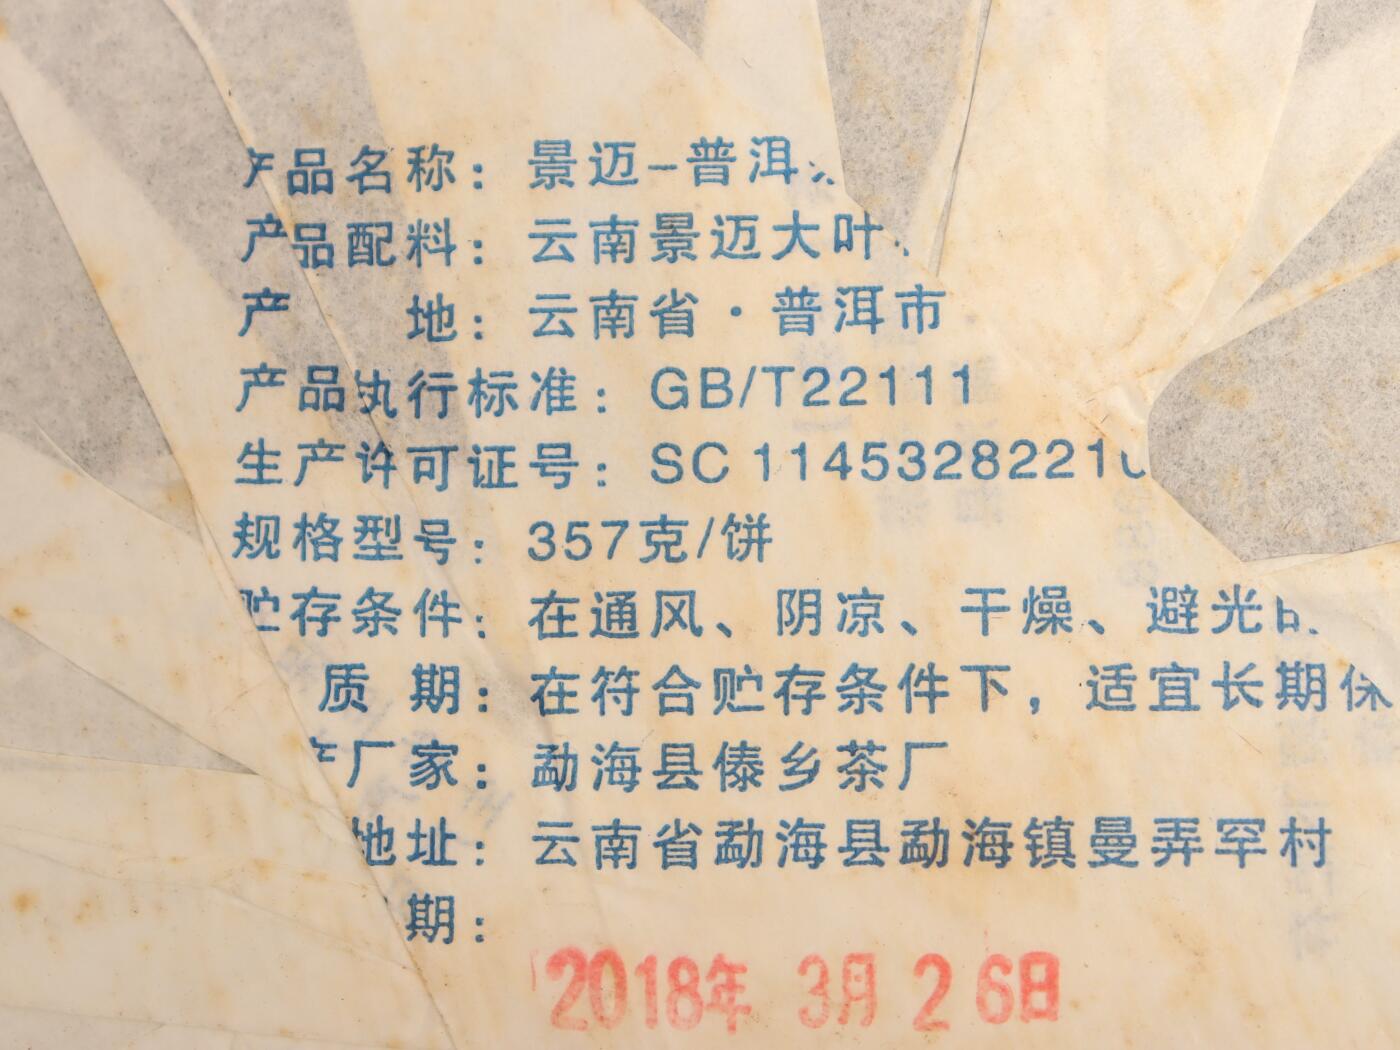 产品名称：景迈-普洱
产品配料：云南景迈大叶
产 地：云南省·普洱市
产品执行标准：GB/T22111
生产许可证号：SC 1145328221
规格型号：357克/饼
贮存条件：在通风、阴凉、干燥、避光
质 期：在符合贮存条件下，适宜长期保
厂家：勐海县傣乡茶厂
地址：云南省勐海县勐海镇曼弄罕村
期：
2018年 3月 26日